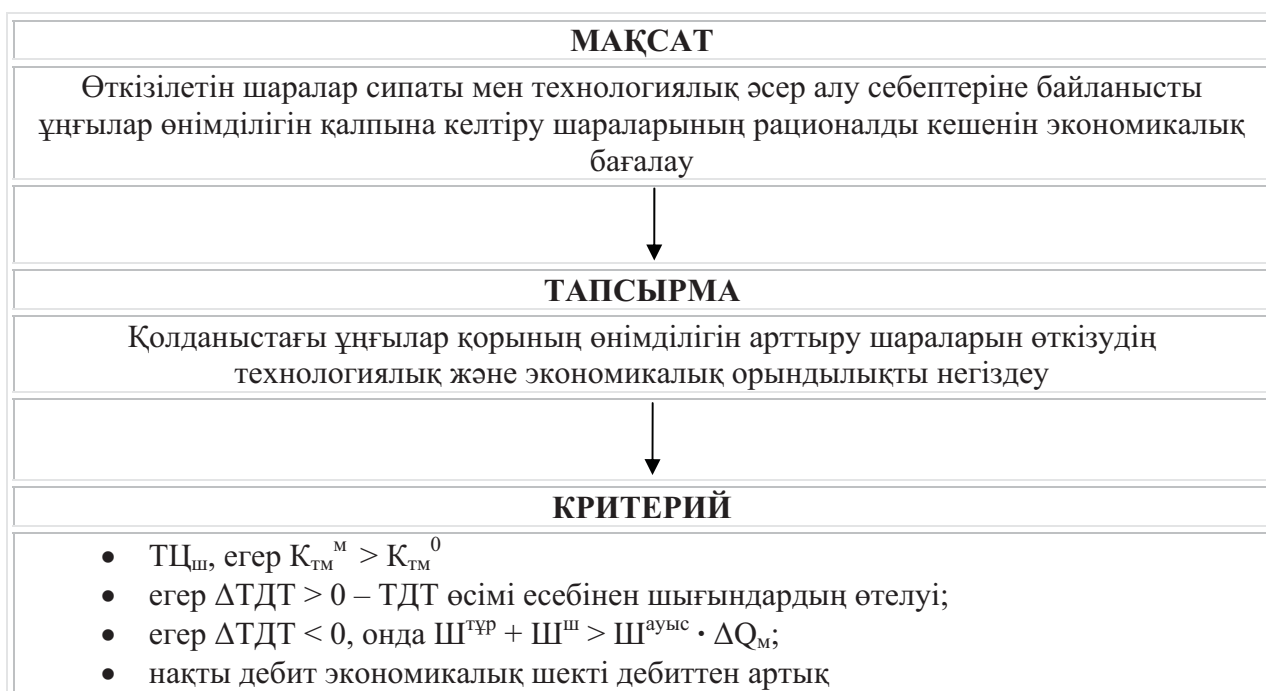 МАҚСАТ
Өткізілетін шаралар сипаты мен технологиялық әсер алу себептеріне байланысты
ұңғылар өнімділігін қалпына келтіру шараларының рационалды кешенін экономикалық
бағалау
ТАПСЫРМА
Қолданыстағы ұңғылар қорының өнімділігін арттыру шараларын өткізудің
технологиялық және экономикалық орындылықты негіздеу
КРИТЕРИЙ
• ТЦш, егер Ктмᴹ > Ктм⁰
• егер ΔТДТ > 0 – ТДТ өсімі есебінен шығындардың өтелуі;
• егер ΔТДТ < 0, онда Штұр + Шш > Шауыс · ΔQм;
• нақты дебит экономикалық шекті дебиттен артық